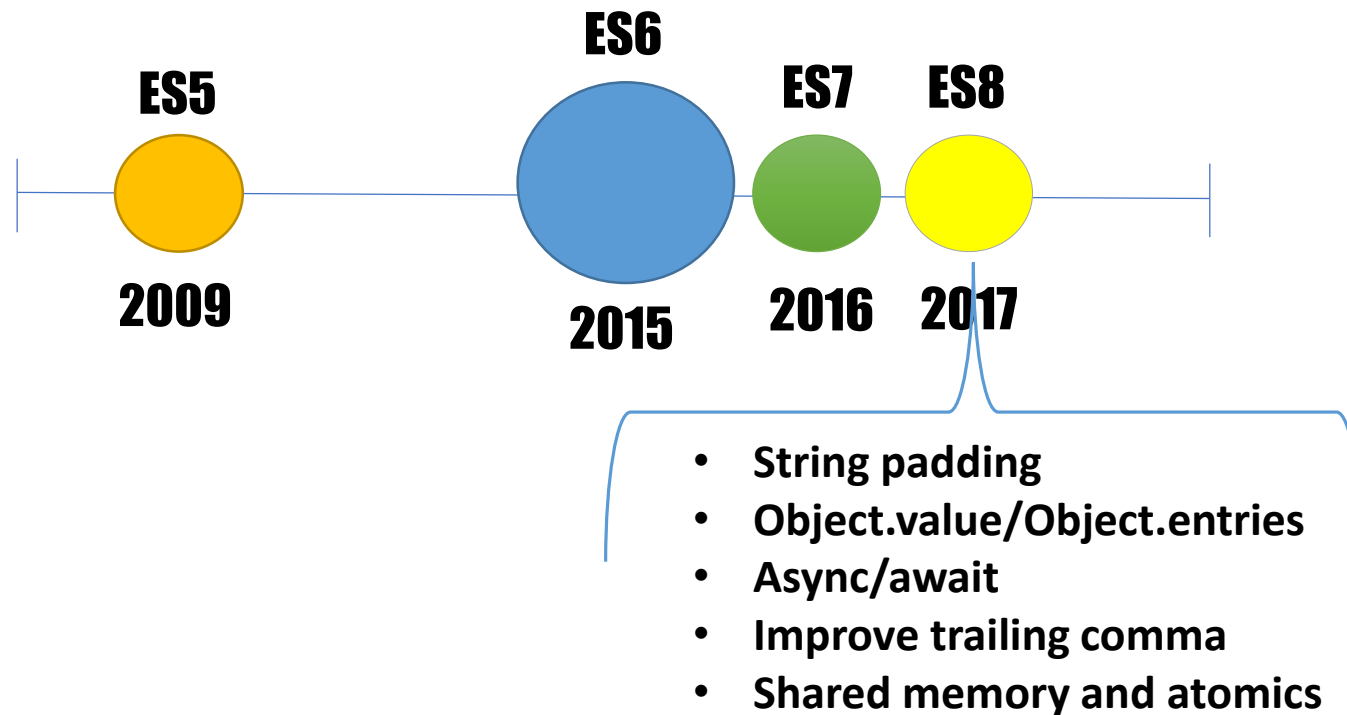 ES5
ES6
ES7
ES8
2009
2015
2016
2017
• String padding
• Object.value/Object.entries
• Async/await
• Improve trailing comma
• Shared memory and atomics